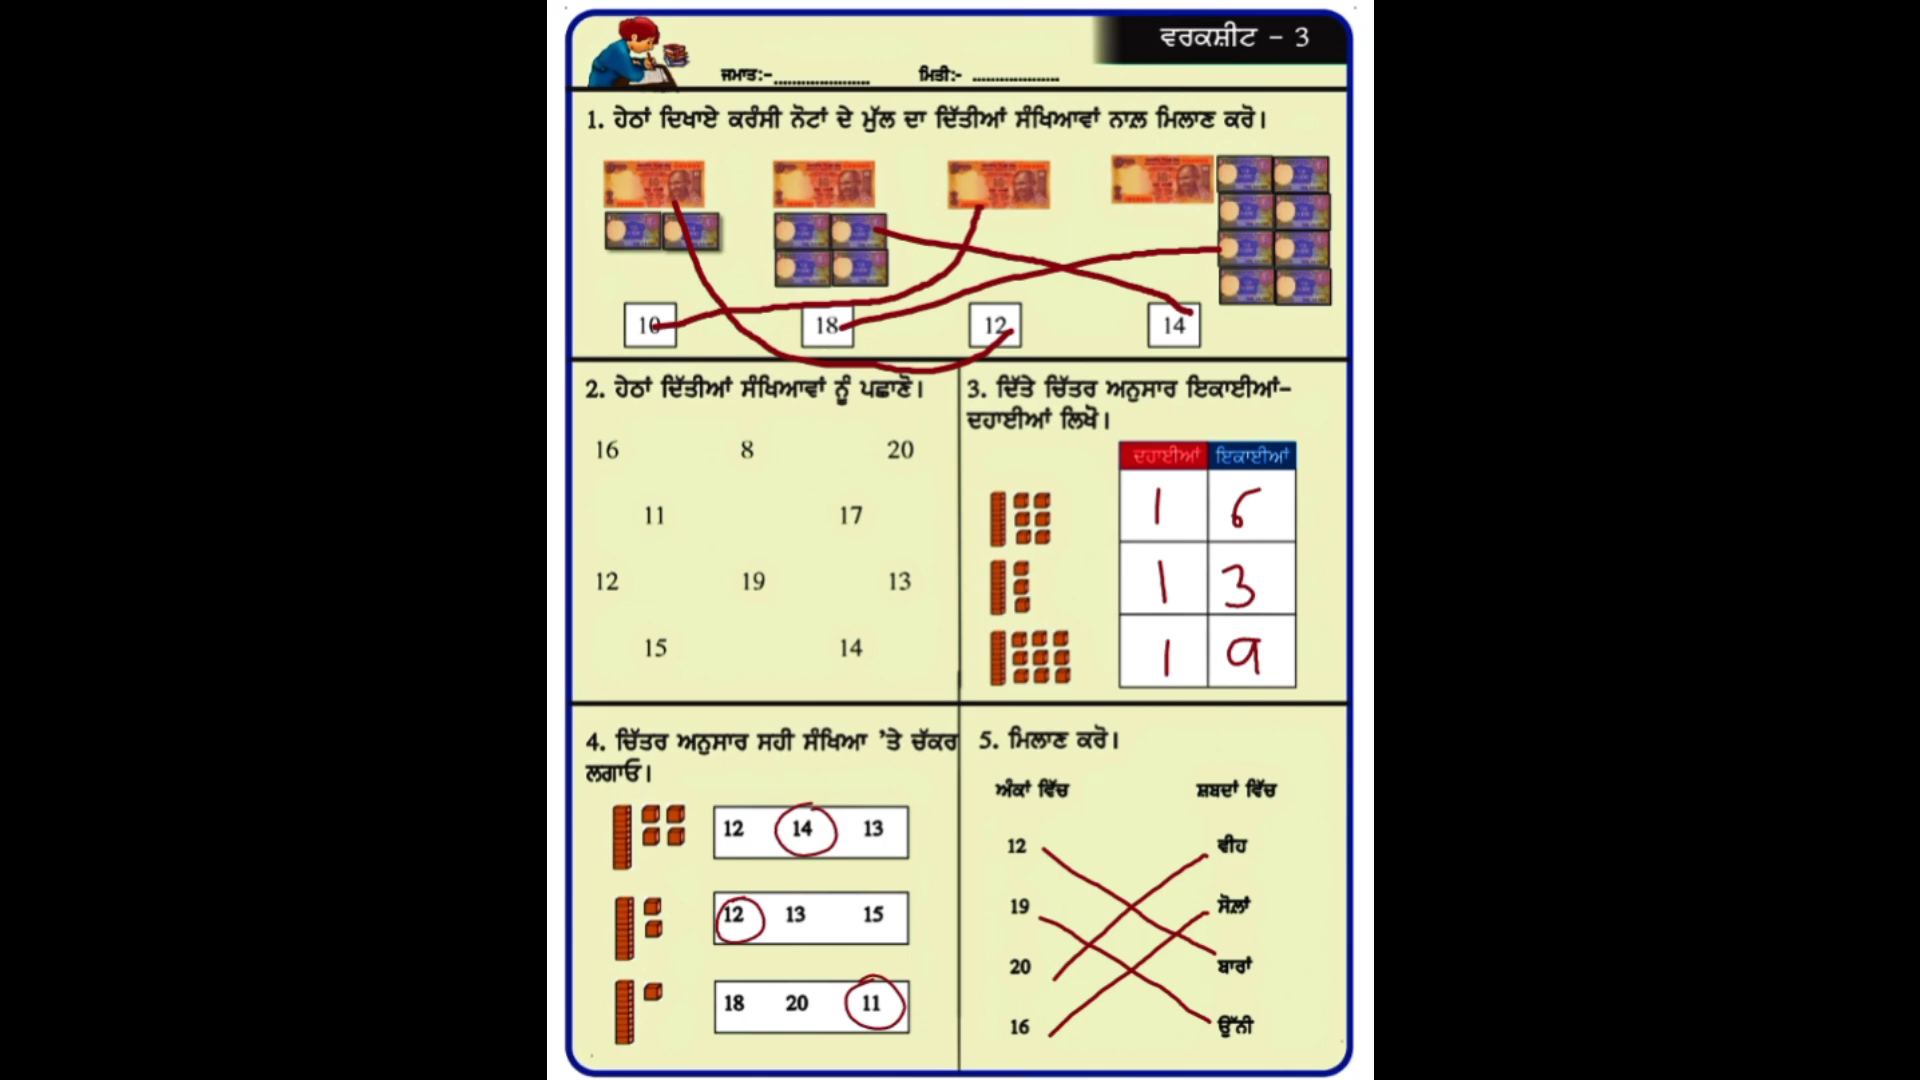 ਵਰਕਸ਼ੀਟ - 3
ਜਮਾਤ:-.................... ਮਿਤੀ:- ..................
1. ਹੇਠਾਂ ਦਿਖਾਏ ਕਰੰਸੀ ਨੋਟਾਂ ਦੇ ਮੁੱਲ ਦਾ ਦਿੱਤੀਆਂ ਸੰਖਿਆਵਾਂ ਨਾਲ਼ ਮਿਲਾਣ ਕਰੋ।
10 18 12 14
2. ਹੇਠਾਂ ਦਿੱਤੀਆਂ ਸੰਖਿਆਵਾਂ ਨੂੰ ਪਛਾਣੋ।
16 8 20
11 17
12 19 13
15 14
3. ਦਿੱਤੇ ਚਿੱਤਰ ਅਨੁਸਾਰ ਇਕਾਈਆਂ-
ਦਹਾਈਆਂ ਲਿਖੋ।
ਦਹਾਈਆਂ ਇਕਾਈਆਂ
1 6
1 3
1 9
4. ਚਿੱਤਰ ਅਨੁਸਾਰ ਸਹੀ ਸੰਖਿਆ ’ਤੇ ਚੱਕਰ
ਲਗਾਓ।
12 14 13
12 13 15
18 20 11
5. ਮਿਲਾਣ ਕਰੋ।
ਅੰਕਾਂ ਵਿੱਚ ਸ਼ਬਦਾਂ ਵਿੱਚ
12 ਵੀਹ
19 ਸੋਲ਼ਾਂ
20 ਬਾਰਾਂ
16 ਉੱਨੀ